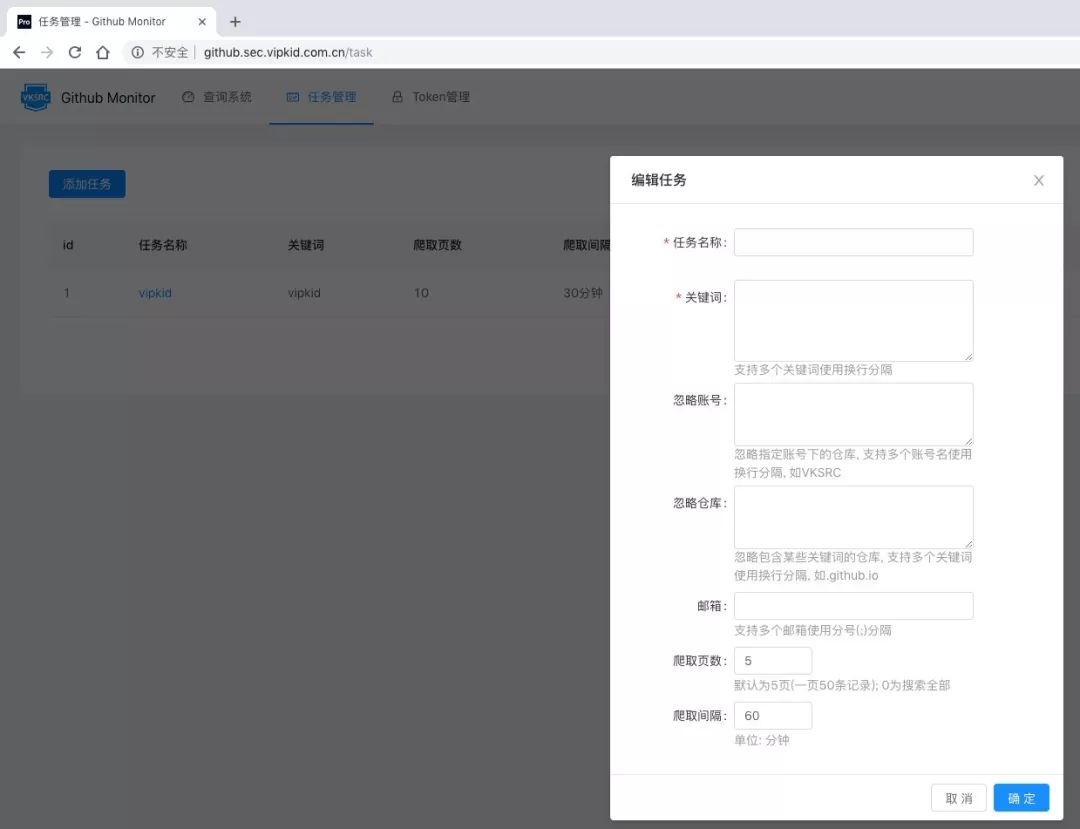 Pro 任务管理 - Github Monitor
不安全 github.sec.vipkid.com.cn/task
VKSRC Github Monitor 查询系统 任务管理 Token管理
添加任务
id 任务名称 关键词 爬取页数 爬取间隔
1 vipkid vipkid 10 30分钟
编辑任务
* 任务名称:
* 关键词:
支持多个关键词使用换行分隔
忽略账号:
忽略指定账号下的仓库, 支持多个账号名使用
换行分隔, 如VKSRC
忽略仓库:
忽略包含某些关键词的仓库, 支持多个关键词
使用换行分隔, 如.github.io
邮箱:
支持多个邮箱使用分号(;)分隔
爬取页数: 5
默认为5页(一页50条记录); 0为搜索全部
爬取间隔: 60
单位: 分钟
取 消 确 定